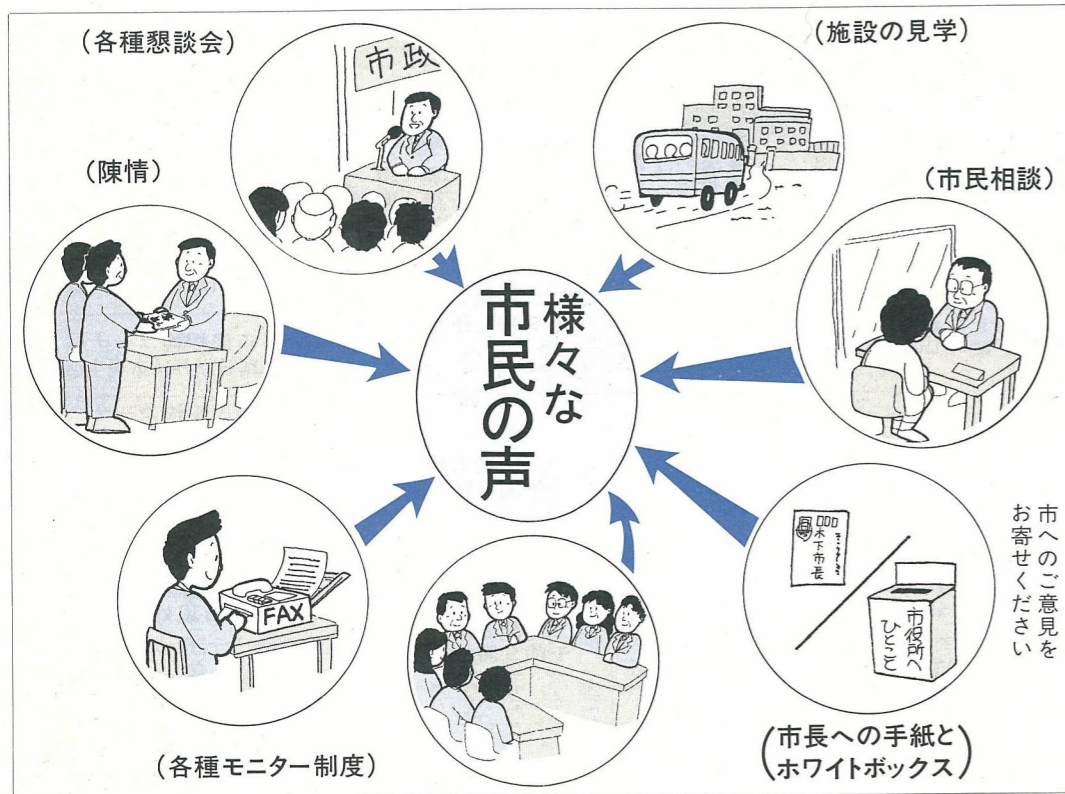 (各種懇談会)
市政
(施設の見学)
(陳情)
(市民相談)
様々な
市民の声
FAX
木下市長
市役所へ
ひとこと
市へのご意見を
お寄せください
(各種モニター制度)
(市長への手紙と
ホワイトボックス)